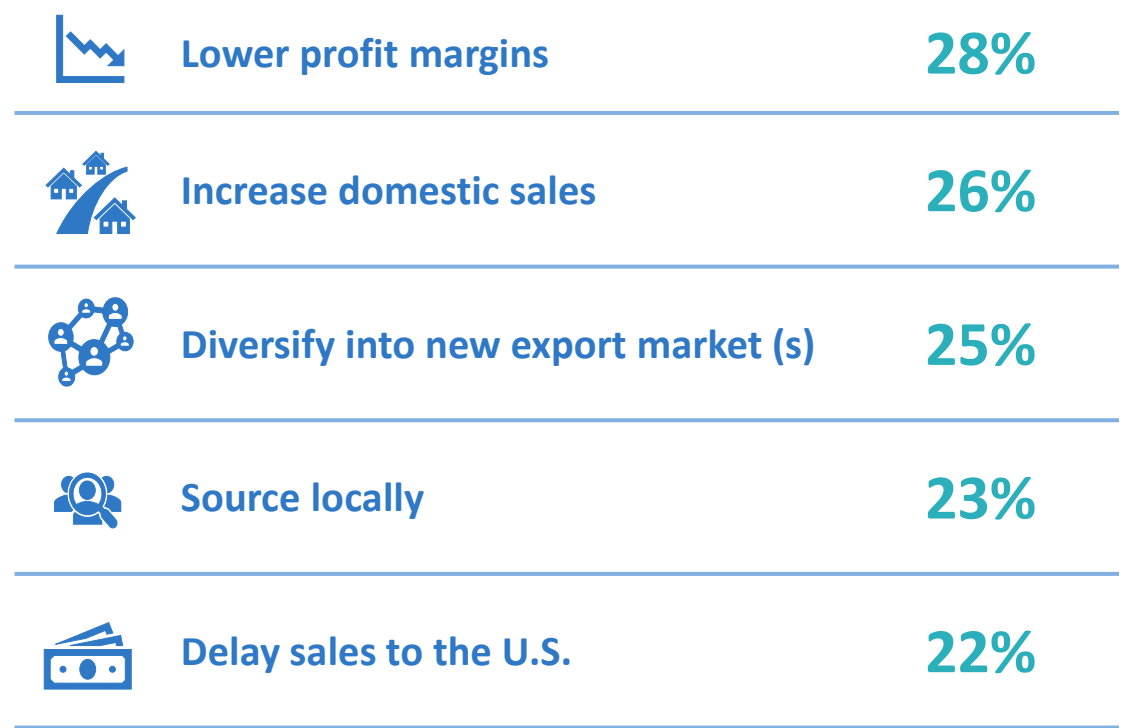 Lower profit margins 28%
Increase domestic sales 26%
Diversify into new export market (s) 25%
Source locally 23%
Delay sales to the U.S. 22%